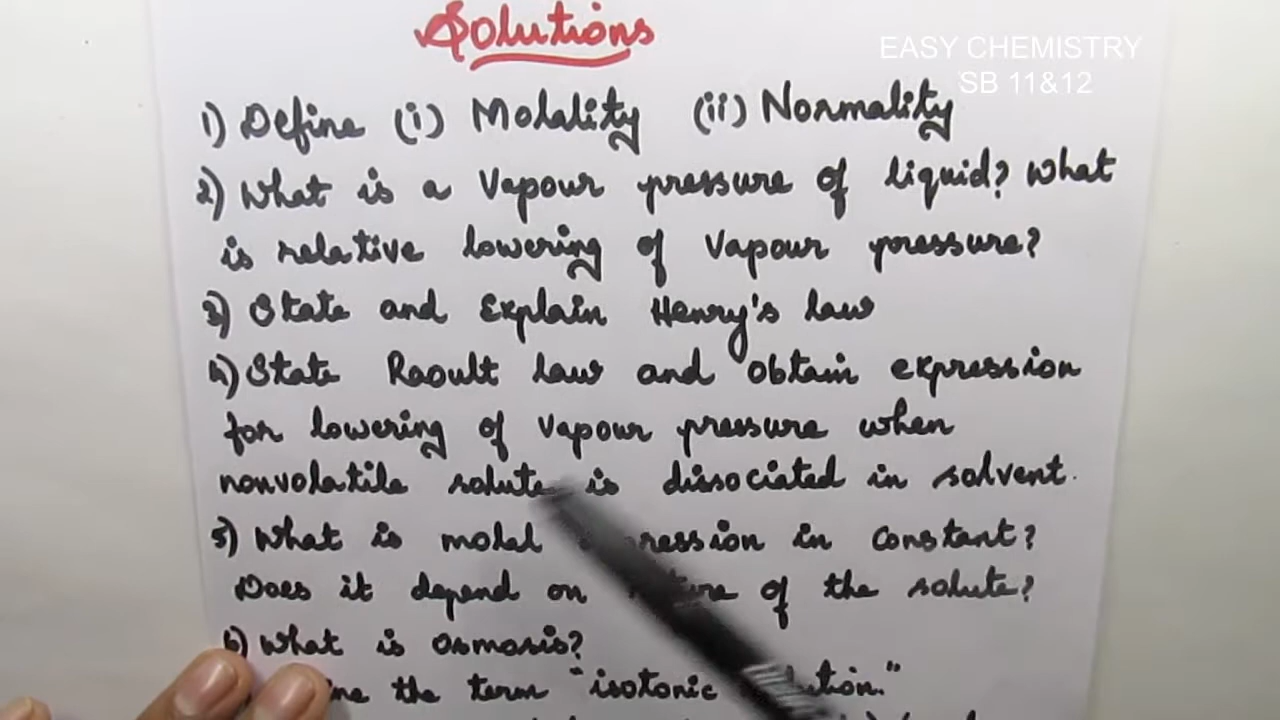 Solutions
EASY CHEMISTRY
SB 11&12
1) Define (i) Molality (ii) Normality
2) What is a Vapour pressure of liquid? What
is relative lowering of Vapour pressure?
3) State and Explain Henry's law
4) State Raoult law and obtain expression
for lowering of vapour pressure when
nonvolatile solute is dissociated in solvent.
5) What is molal in constant?
Does it depend on of the solute?
6) What is Osmosis?
the term "isotonic